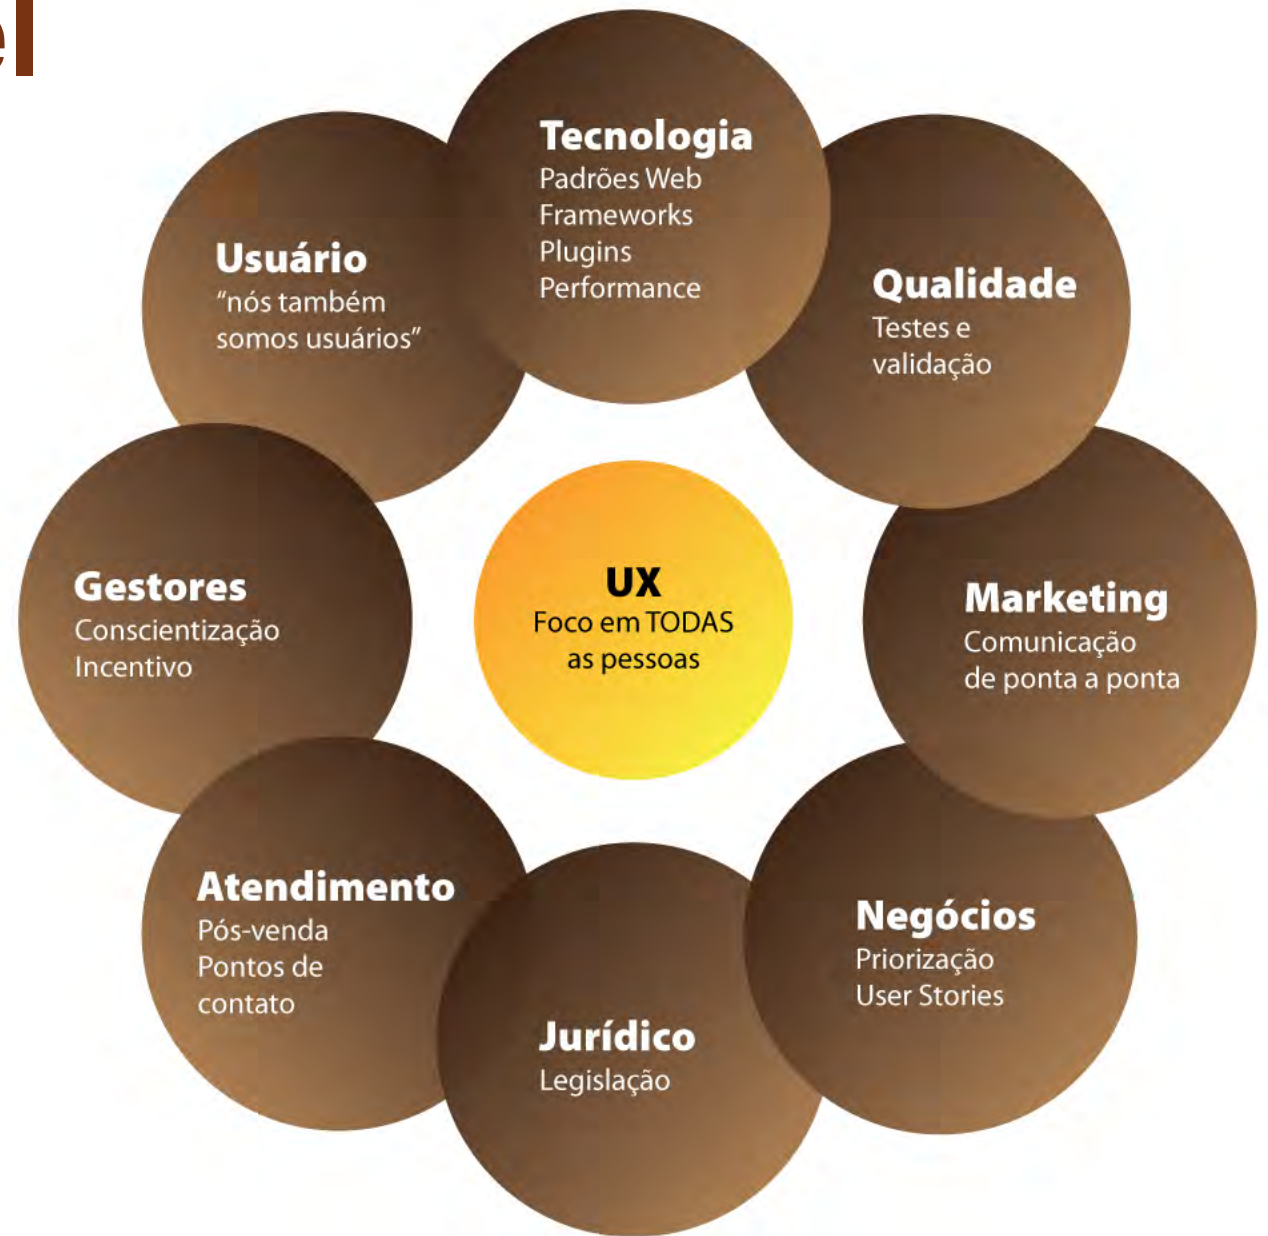 el
Tecnologia
Padrões Web
Frameworks
Plugins
Performance
Qualidade
Testes e
validação
Marketing
Comunicação
de ponta a ponta
Negócios
Priorização
User Stories
Jurídico
Legislação
Atendimento
Pós-venda
Pontos de
contato
Gestores
Conscientização
Incentivo
Usuário
“nós também
somos usuários”
UX
Foco em TODAS
as pessoas